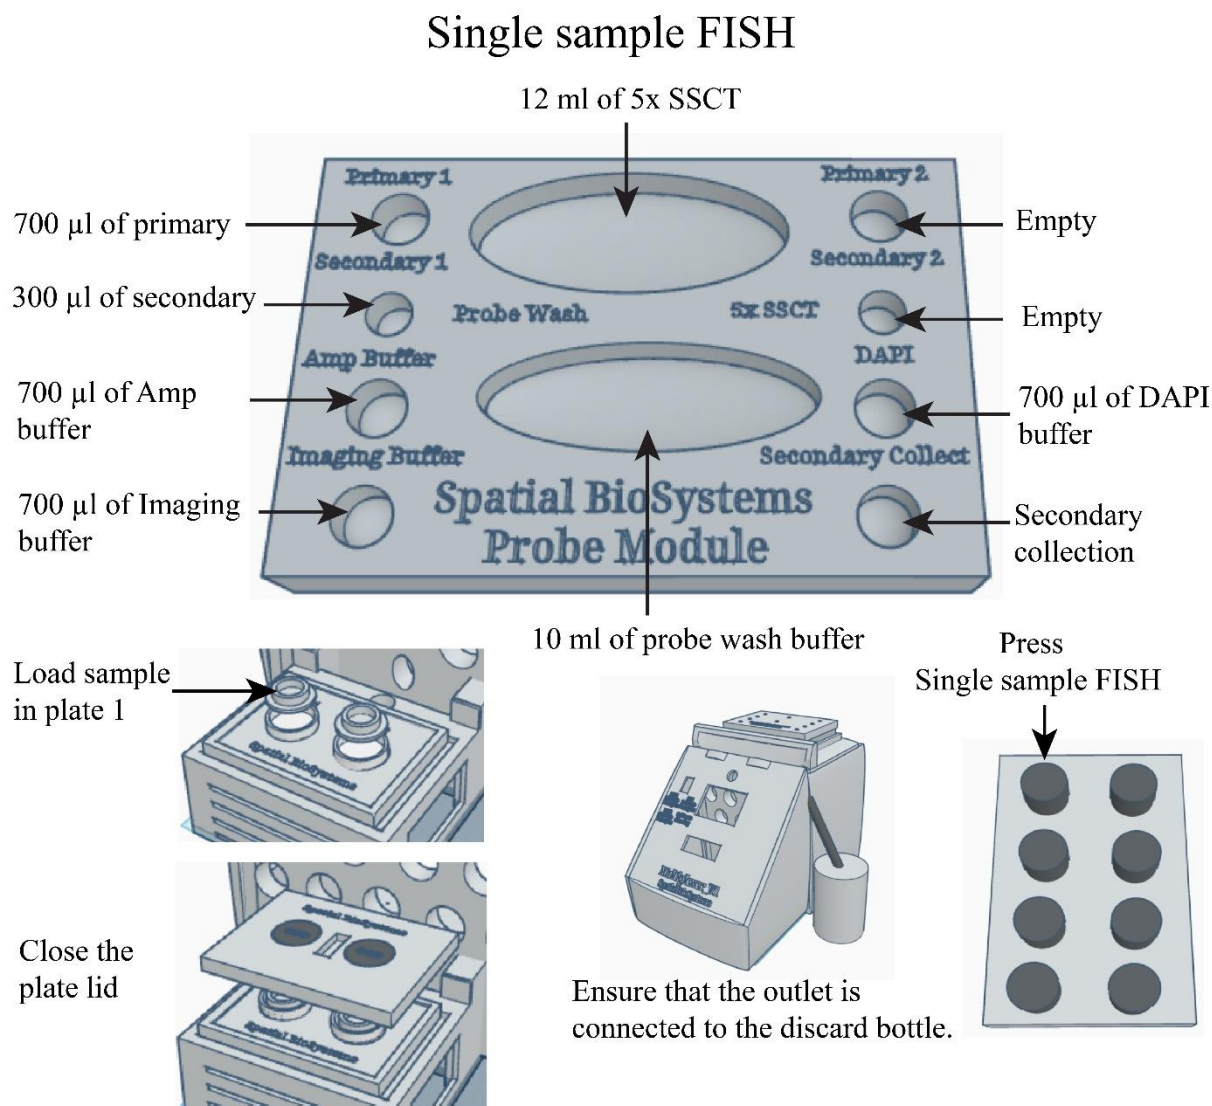 Single sample FISH
12 ml of 5x SSCT
Primary 1
Primary 2
700 µl of primary
Empty
Secondary 1
Secondary 2
300 µl of secondary
Probe Wash
5x SSCT
Empty
Amp Buffer
DAPI
700 µl of Amp
buffer
700 µl of DAPI
buffer
Imaging Buffer
Secondary Collect
700 µl of Imaging
buffer
Spatial BioSystems
Probe Module
Secondary
collection
10 ml of probe wash buffer
Load sample
in plate 1
Spatial BioSystems
Press
Single sample FISH
Close the
plate lid
Spatial BioSystems
Spatial BioSystems
Ensure that the outlet is
connected to the discard bottle.